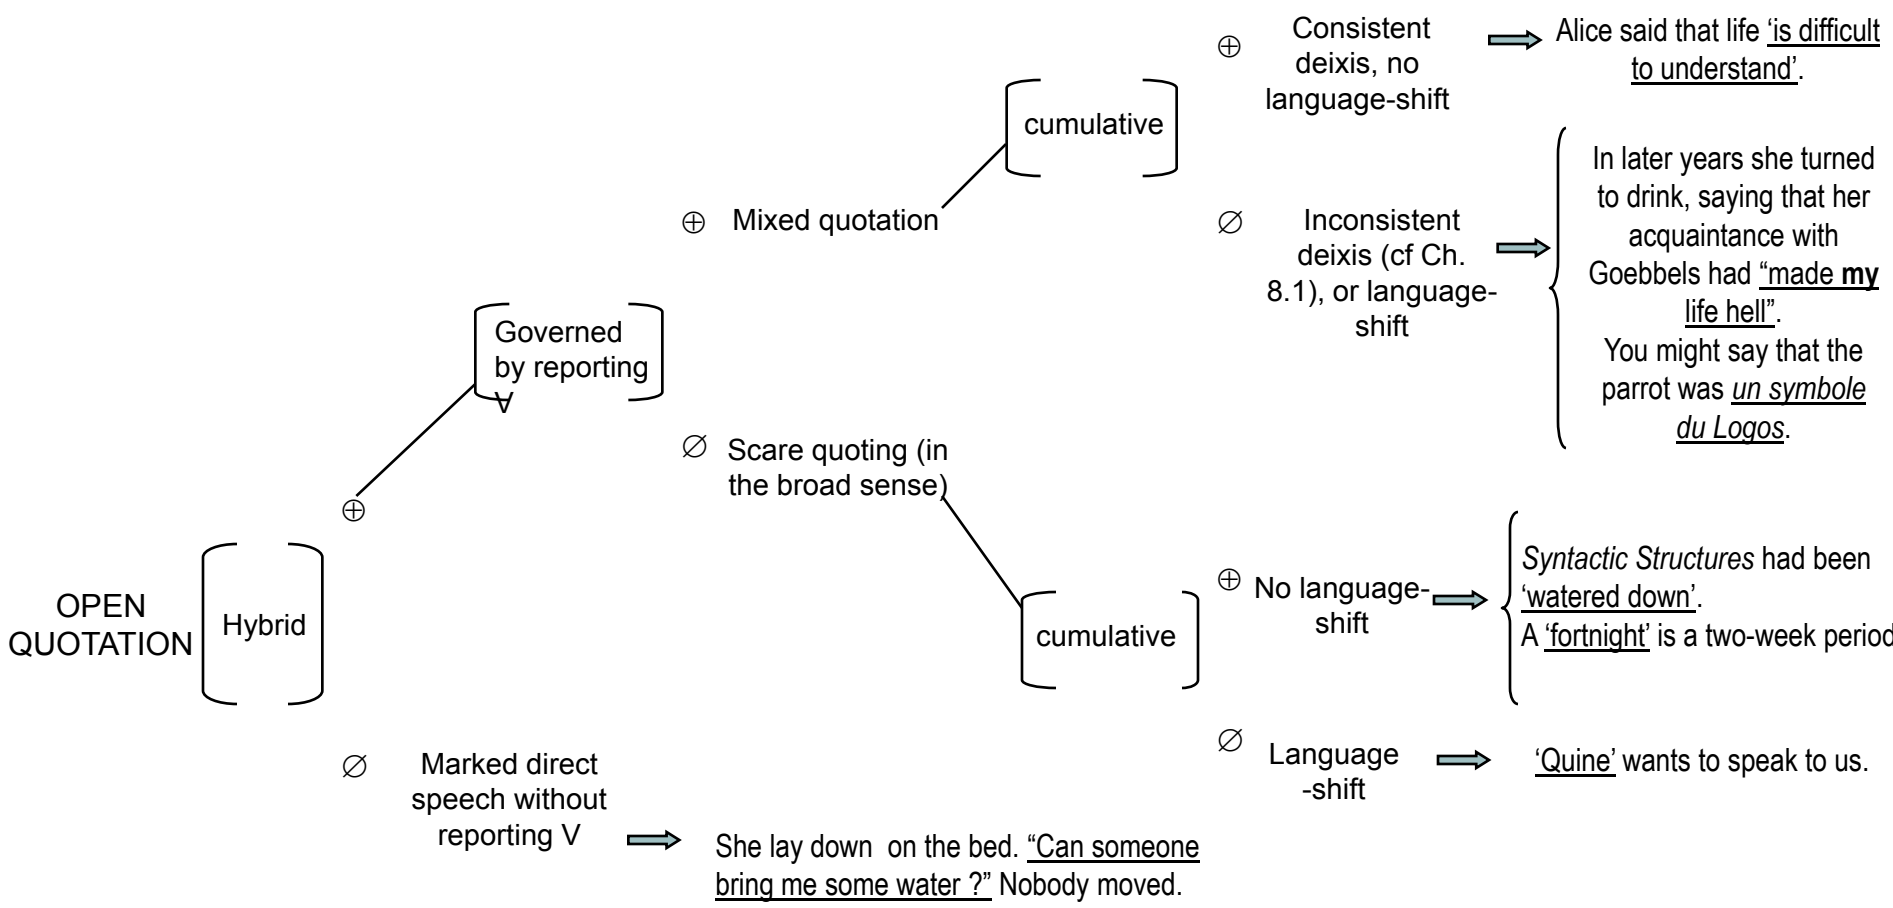 ⊕
Consistent
deixis, no
language-shift
Alice said that life ‘is difficult
to understand’.
cumulative
⊕ Mixed quotation
∅
Inconsistent
deixis (cf Ch.
8.1), or language-
shift
In later years she turned
to drink, saying that her
acquaintance with
Goebbels had “made my
life hell”.
You might say that the
parrot was un symbole
du Logos.
Governed
by reporting
V
∅ Scare quoting (in
the broad sense)
⊕
OPEN
QUOTATION
Hybrid
cumulative
⊕ No language-
shift
Syntactic Structures had been
‘watered down’.
A ‘fortnight’ is a two-week period
∅
Language
-shift
‘Quine’ wants to speak to us.
∅
Marked direct
speech without
reporting V
She lay down on the bed. “Can someone
bring me some water ?” Nobody moved.